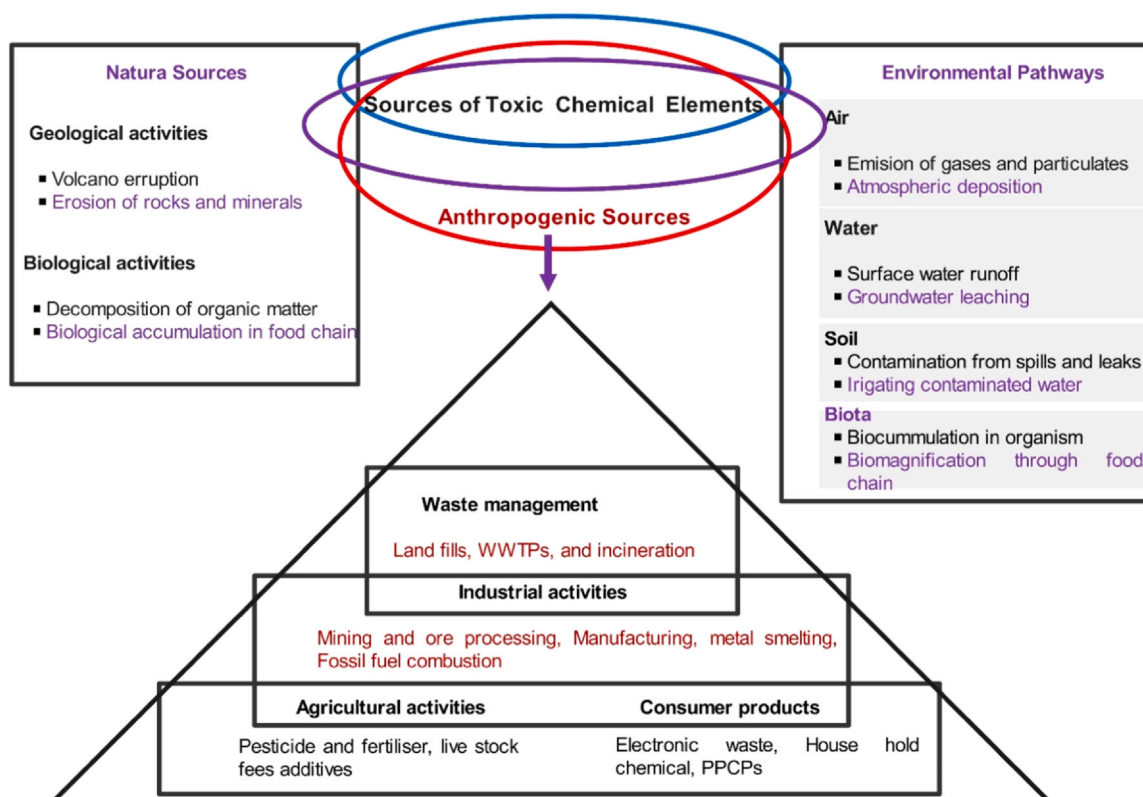 Natura Sources
Geological activities
▪ Volcano erruption
▪ Erosion of rocks and minerals
Biological activities
▪ Decomposition of organic matter
▪ Biological accumulation in food chain
Sources of Toxic Chemical Elements
Anthropogenic Sources
Environmental Pathways
Air
▪ Emision of gases and particulates
▪ Atmospheric deposition
Water
▪ Surface water runoff
▪ Groundwater leaching
Soil
▪ Contamination from spills and leaks
▪ Irigating contaminated water
Biota
▪ Biocummulation in organism
▪ Biomagnification through food
chain
Waste management
Land fills, WWTPs, and incineration
Industrial activities
Mining and ore processing, Manufacturing, metal smelting,
Fossil fuel combustion
Agricultural activities
Pesticide and fertiliser, live stock
fees additives
Consumer products
Electronic waste, House hold
chemical, PPCPs